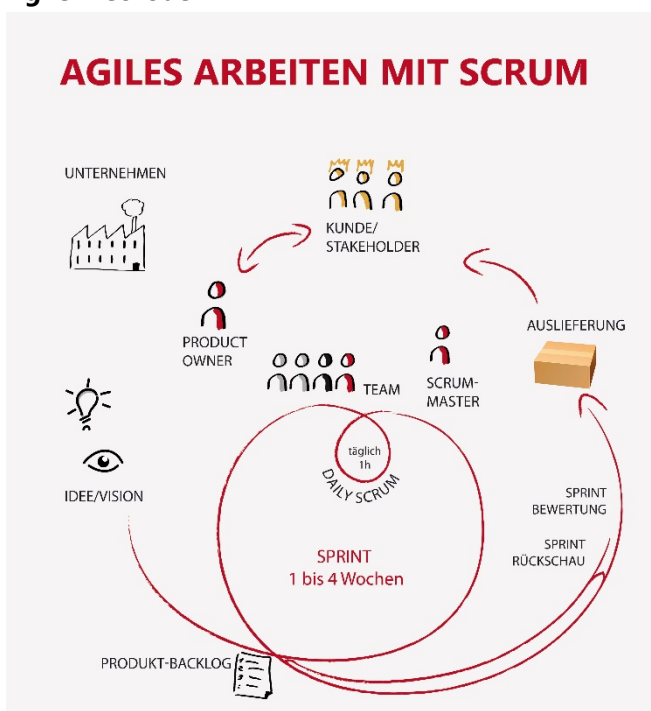 AGILES ARBEITEN MIT SCRUM
UNTERNEHMEN
KUNDE/
STAKEHOLDER
PRODUCT
OWNER
TEAM
SCRUM-
MASTER
AUSLIEFERUNG
täglich
1h
DAILY SCRUM
IDEE/VISION
SPRINT
BEWERTUNG
SPRINT
RÜCKSCHAU
SPRINT
1 bis 4 Wochen
PRODUKT-BACKLOG